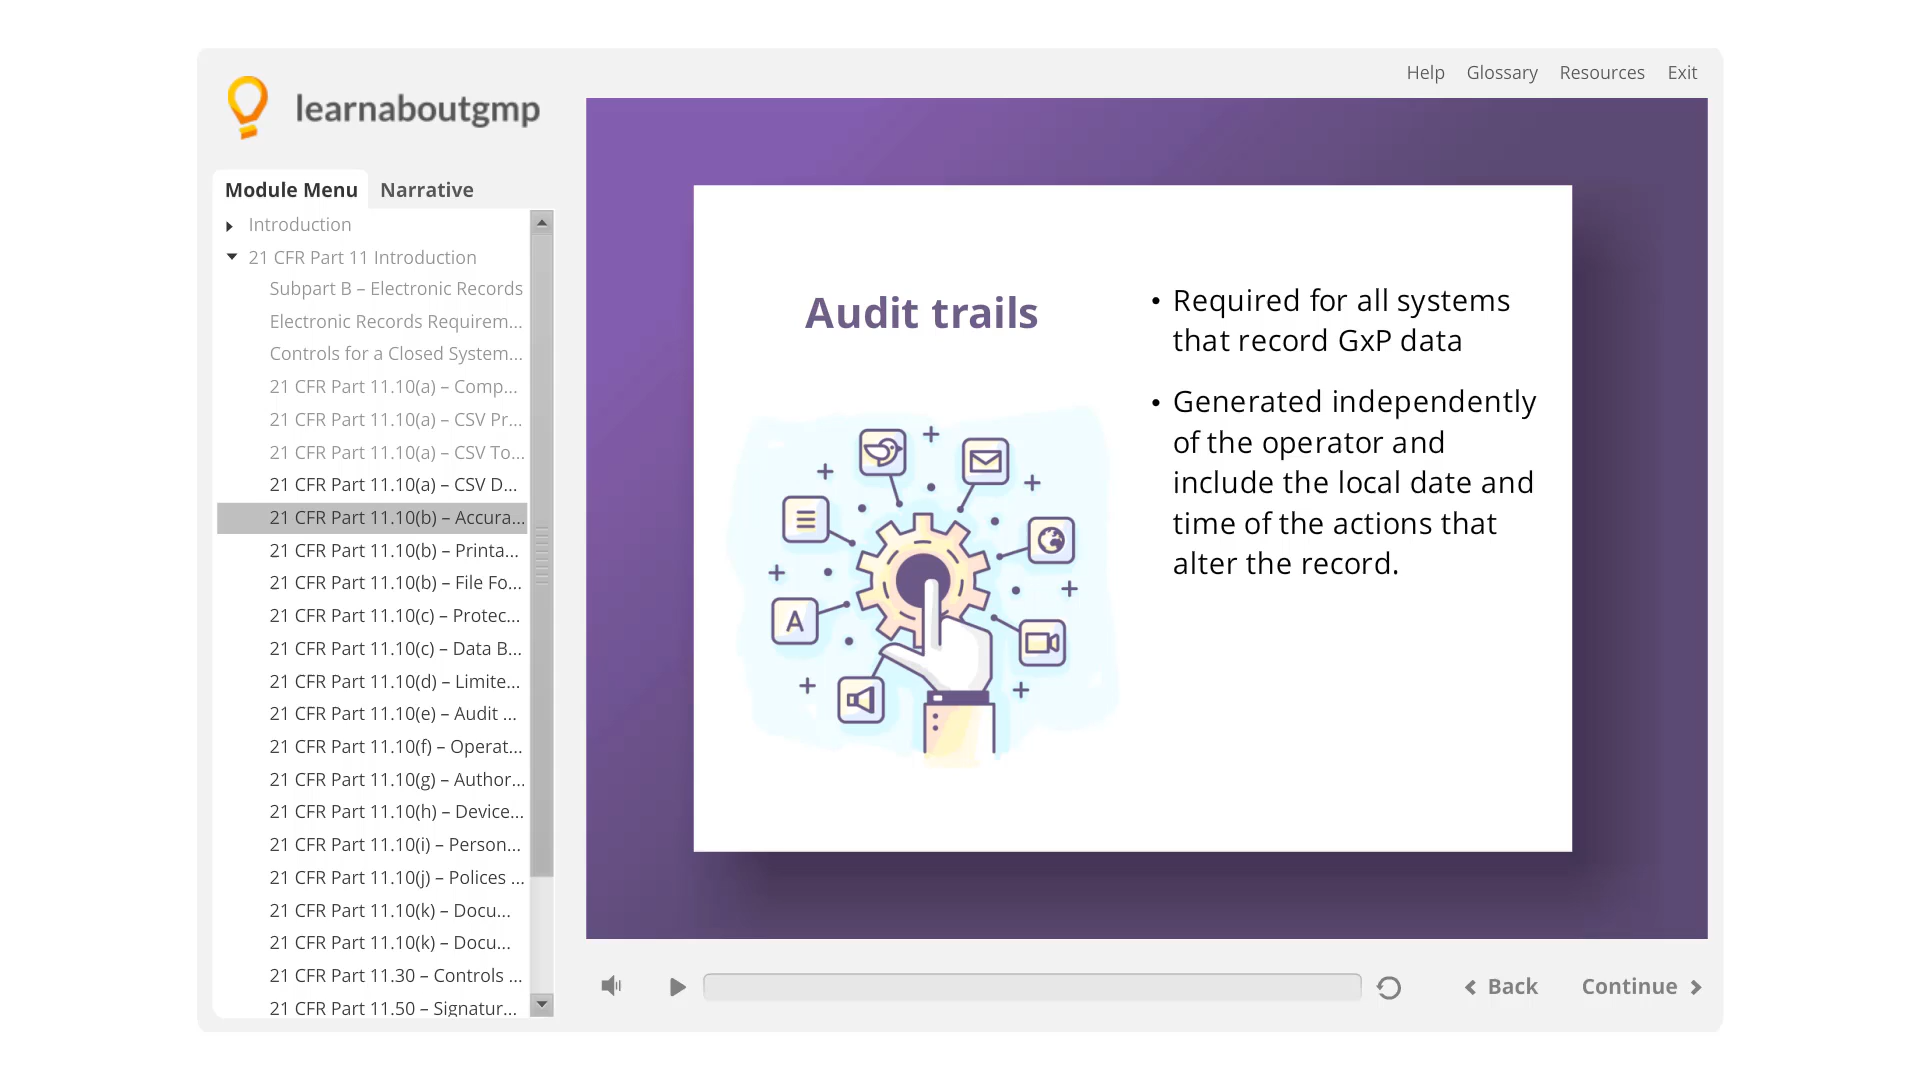 Help Glossary Resources Exit
learnaboutgmp
Module Menu Narrative
Introduction
21 CFR Part 11 Introduction
Subpart B – Electronic Records
Electronic Records Requirem...
Controls for a Closed System...
21 CFR Part 11.10(a) – Comp...
21 CFR Part 11.10(a) – CSV Pr...
21 CFR Part 11.10(a) – CSV To...
21 CFR Part 11.10(a) – CSV D...
21 CFR Part 11.10(b) – Accura...
21 CFR Part 11.10(b) – Printa...
21 CFR Part 11.10(b) – File Fo...
21 CFR Part 11.10(c) – Protec...
21 CFR Part 11.10(c) – Data B...
21 CFR Part 11.10(d) – Limite...
21 CFR Part 11.10(e) – Audit ...
21 CFR Part 11.10(f) – Operat...
21 CFR Part 11.10(g) – Author...
21 CFR Part 11.10(h) – Device...
21 CFR Part 11.10(i) – Person...
21 CFR Part 11.10(j) – Polices ...
21 CFR Part 11.10(k) – Docu...
21 CFR Part 11.10(k) – Docu...
21 CFR Part 11.30 – Controls ...
21 CFR Part 11.50 – Signatur...
Audit trails
A
• Required for all systems
that record GxP data
• Generated independently
of the operator and
include the local date and
time of the actions that
alter the record.
Back Continue